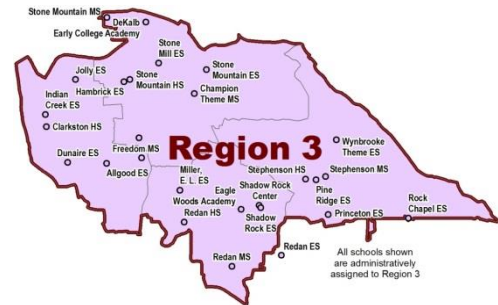 Stone Mountain MS
DeKalb
Early College Academy
Stone
Mill ES
Stone
Mountain ES
Jolly ES
Hambrick ES
Stone
Mountain HS
Champion
Theme MS
Indian
Creek ES
Clarkston HS
Dunaire ES
Freedom MS
Allgood ES
Region 3
Wynbrooke
Theme ES
Miller,
E. L. ES
Stephenson HS
Stephenson MS
Eagle
Woods Academy
Shadow Rock
Center
Pine
Ridge ES
Rock
Chapel ES
Redan HS
Shadow
Rock ES
Princeton ES
Redan MS
Redan ES
All schools shown
are administratively
assigned to Region 3